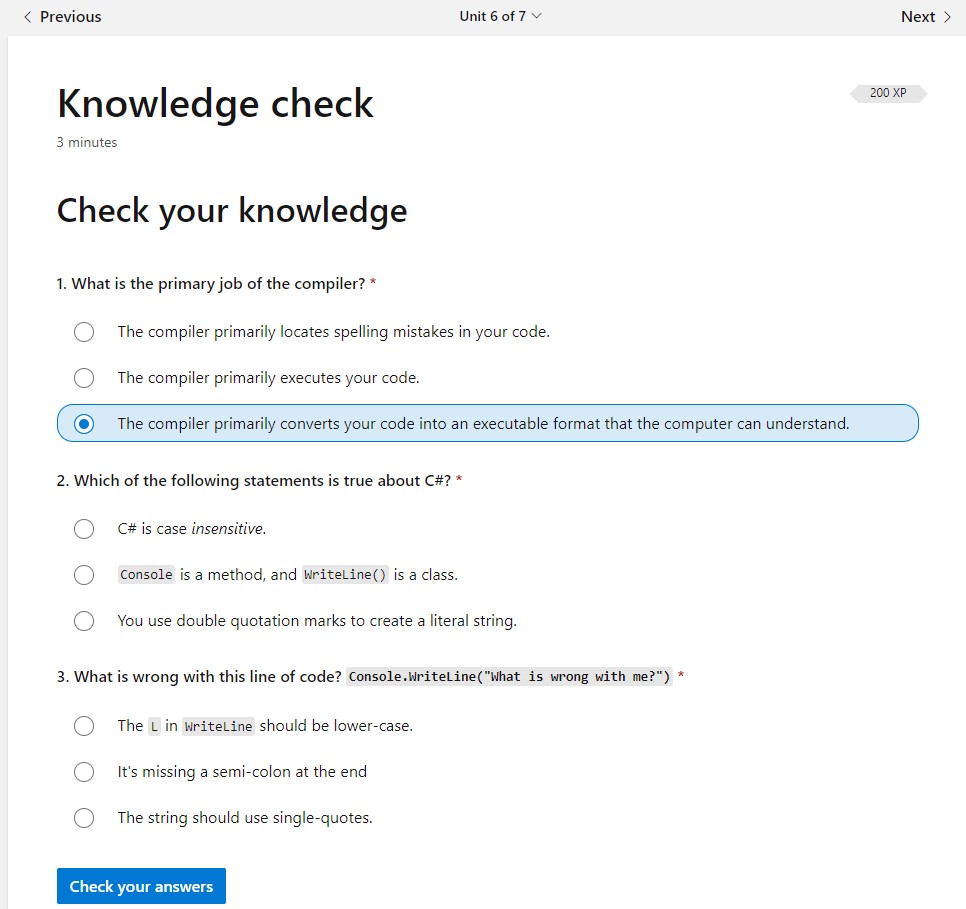 Previous
Unit 6 of 7
Next
Knowledge check
200 XP
3 minutes
Check your knowledge
1. What is the primary job of the compiler? *
The compiler primarily locates spelling mistakes in your code.
The compiler primarily executes your code.
The compiler primarily converts your code into an executable format that the computer can understand.
2. Which of the following statements is true about C#? *
C# is case insensitive.
Console is a method, and WriteLine() is a class.
You use double quotation marks to create a literal string.
3. What is wrong with this line of code? Console.WriteLine("What is wrong with me?") *
The L in WriteLine should be lower-case.
It's missing a semi-colon at the end
The string should use single-quotes.
Check your answers